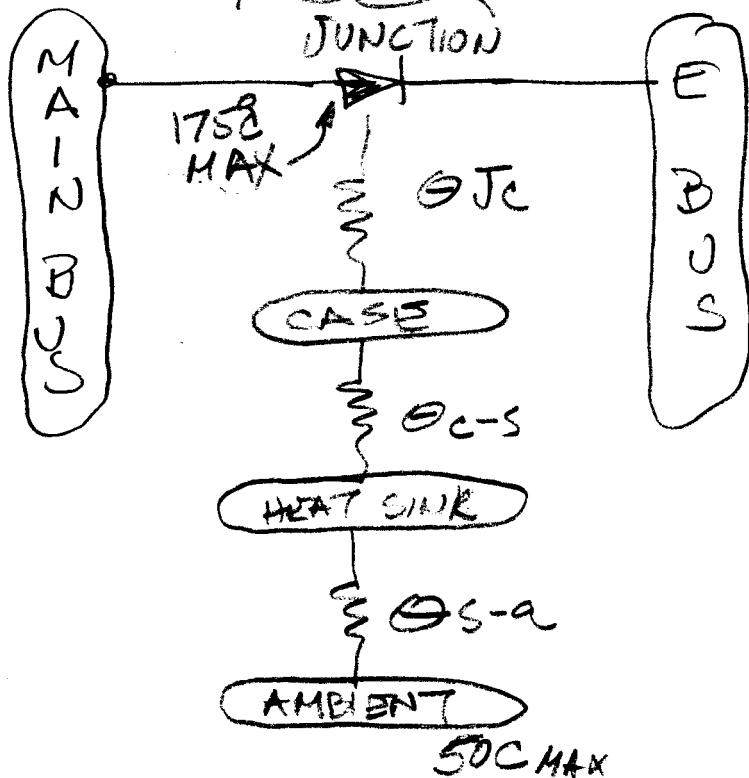 JUNCTION
MAIN BUS
175C
MAX
E BUS
ΘJC
CASE
Θc-s
HEAT SINK
Θs-a
AMBIENT
50C MAX